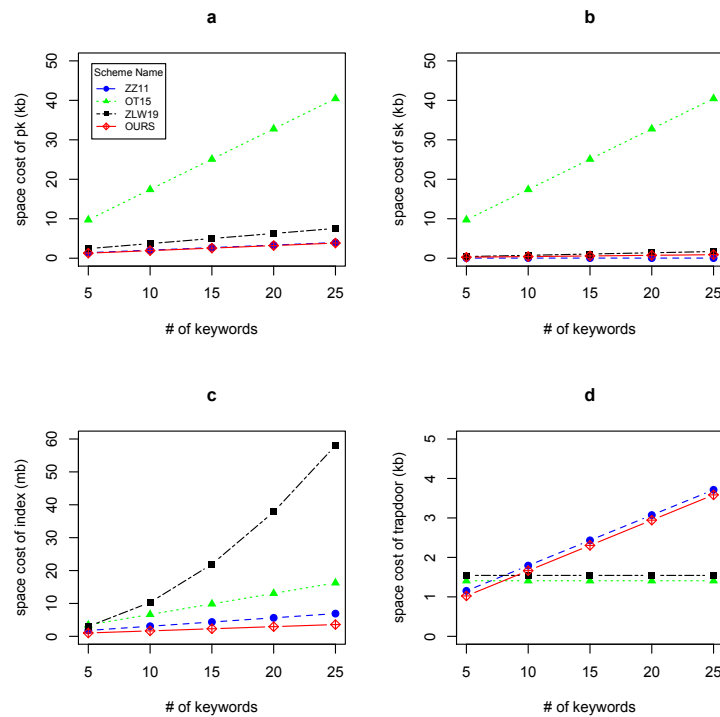 a
space cost of pk (kb)
50
40
30
20
10
0
Scheme Name
ZZ11
OT15
ZLW19
OURS
5 10 15 20 25
# of keywords
b
space cost of sk (kb)
50
40
30
20
10
0
5 10 15 20 25
# of keywords
c
space cost of index (mb)
60
50
40
30
20
10
0
5 10 15 20 25
# of keywords
d
space cost of trapdoor (kb)
5
4
3
2
1
0
5 10 15 20 25
# of keywords